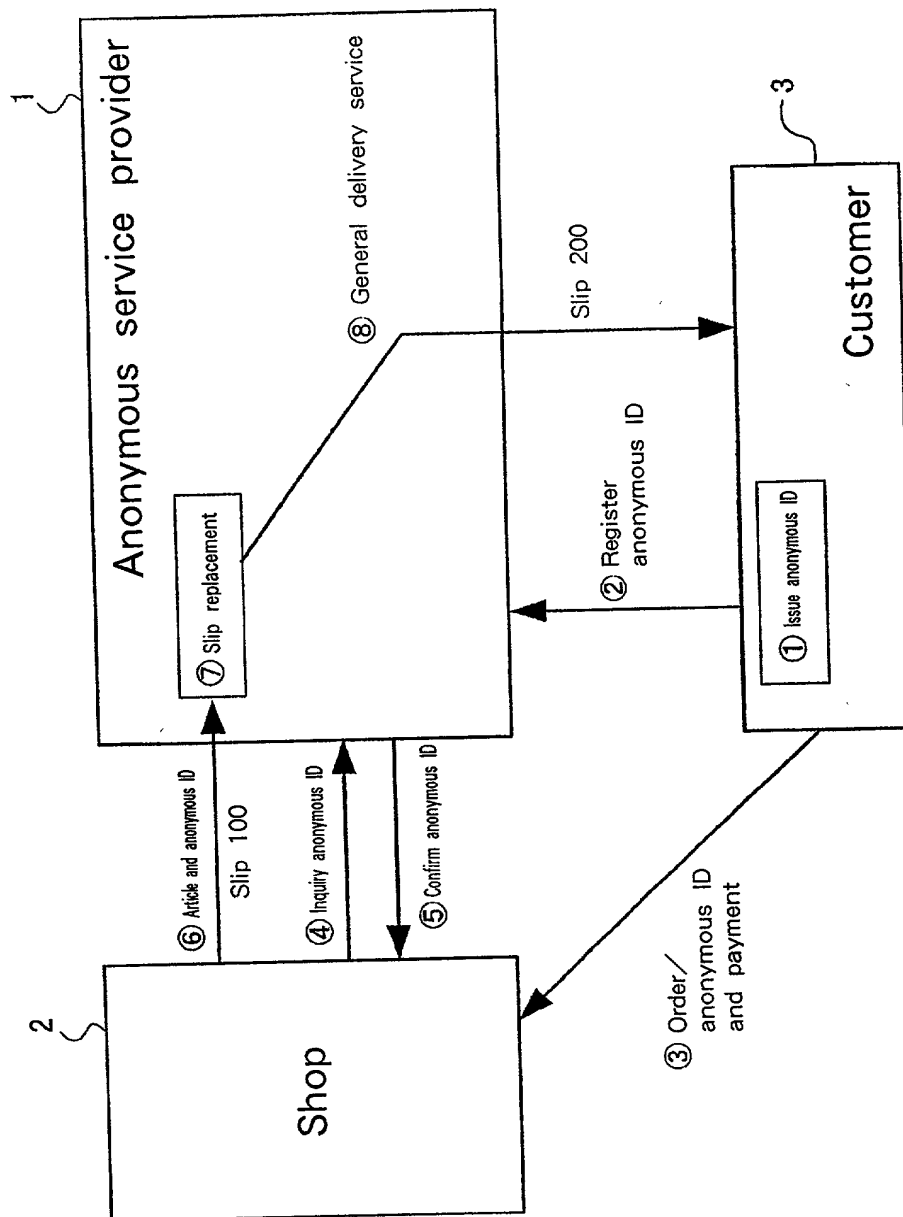 1
Anonymous service provider
⑦ Slip replacement
⑧ General delivery service
⑥ Article and anonymous ID
Slip 100
④ Inquiry anonymous ID
⑤ Confirm anonymous ID
2
Shop
② Register
anonymous ID
Slip 200
③ Order/
anonymous ID
and payment
3
① Issue anonymous ID
Customer